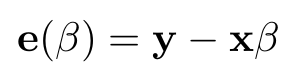 e(β) = y − xβ